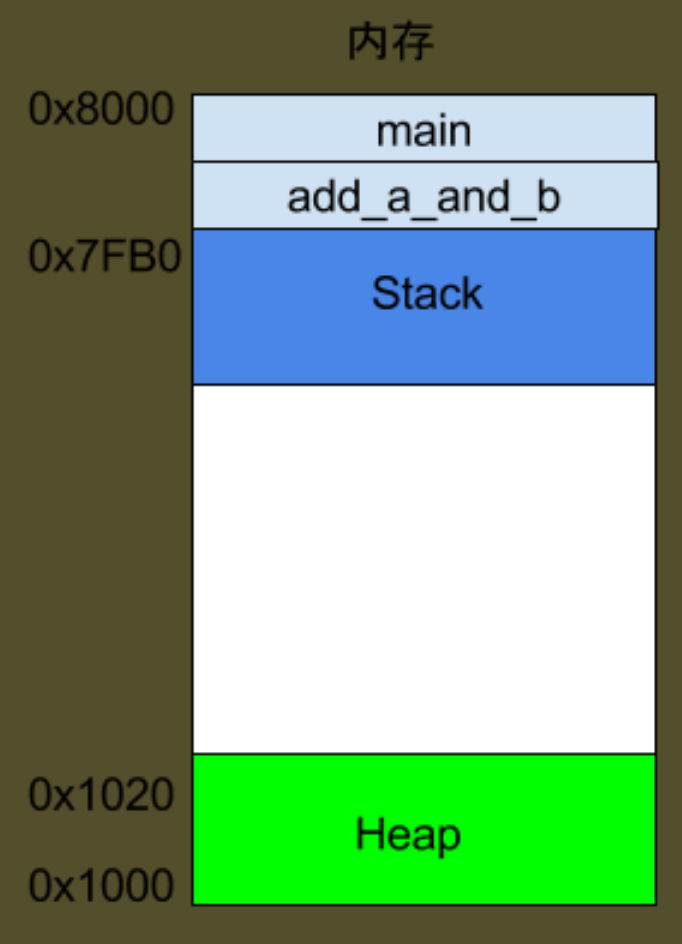 内存
0x8000
main
add_a_and_b
0x7FB0
Stack
0x1020
Heap
0x1000